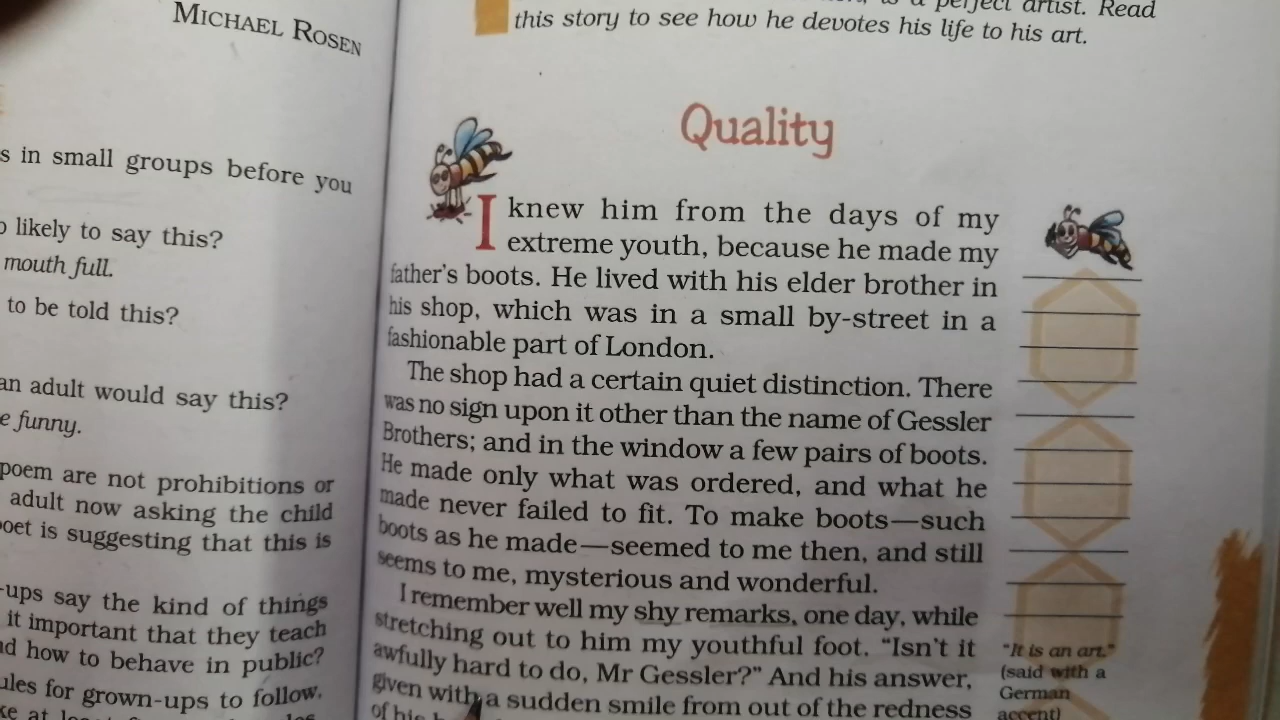 MICHAEL ROSEN
s in small groups before you
likely to say this?
mouth full.
to be told this?
an adult would say this?
e funny.
poem are not prohibitions or
adult now asking the child
oet is suggesting that this is
-ups say the kind of things
it important that they teach
d how to behave in public?
ules for grown-ups to follow.
perfect artist. Read
this story to see how he devotes his life to his art.
Quality
I knew him from the days of my
extreme youth, because he made my
father's boots. He lived with his elder brother in
his shop, which was in a small by-street in a
fashionable part of London.
The shop had a certain quiet distinction. There
was no sign upon it other than the name of Gessler
Brothers; and in the window a few pairs of boots.
He made only what was ordered, and what he
made never failed to fit. To make boots—such
boots as he made—seemed to me then, and still
seems to me, mysterious and wonderful.
I remember well my shy remarks, one day, while
stretching out to him my youthful foot. “Isn't it
awfully hard to do, Mr Gessler?” And his answer,
given with a sudden smile from out of the redness
of his
“It is an art.”
(said with a
German
accent)